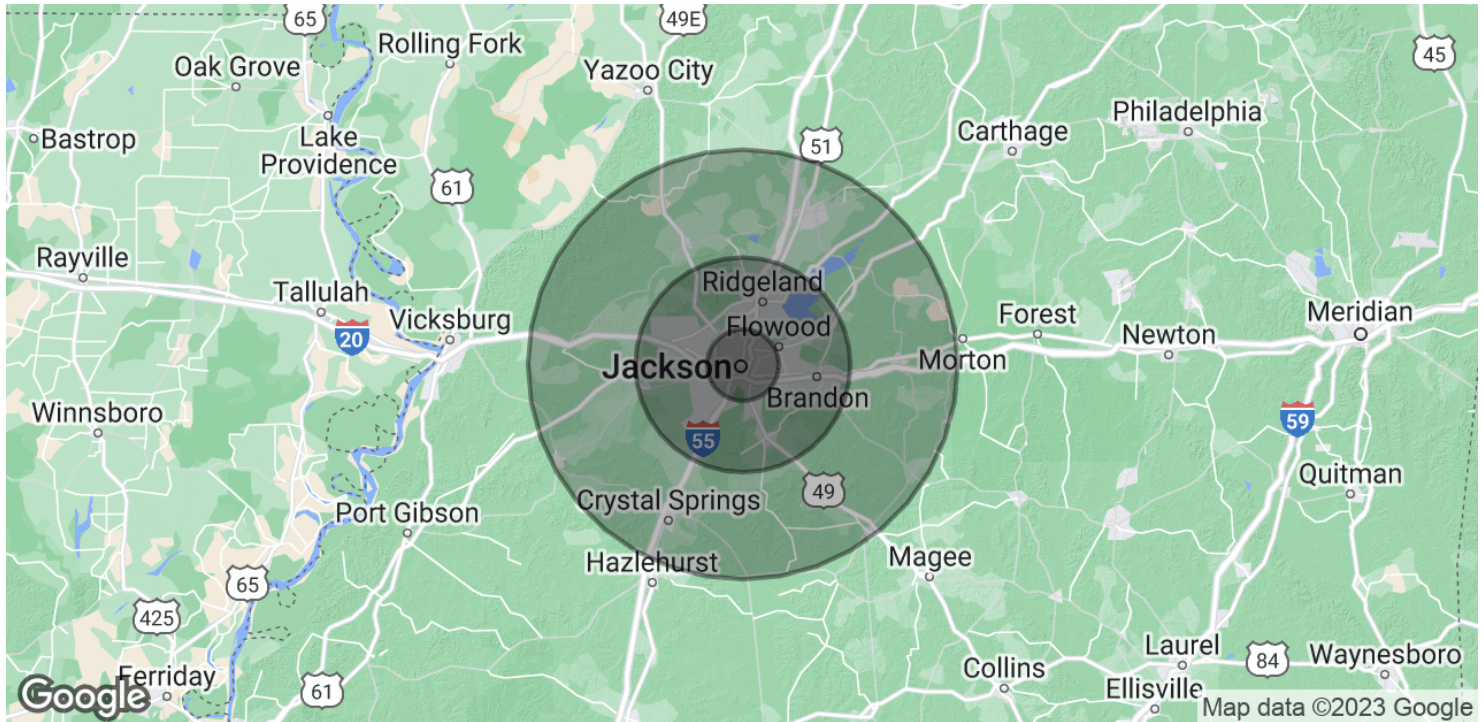 65
49E
45
Rolling Fork
Oak Grove
Yazoo City
Philadelphia
Carthage
Bastrop
Lake
Providence
51
61
Rayville
Tallulah
Ridgeland
Vicksburg
Flowood
Forest
Meridian
20
Newton
Morton
Jackson
Brandon
Winnsboro
59
55
Quitman
49
Crystal Springs
Port Gibson
Hazlehurst
Magee
65
425
Laurel
84
Waynesboro
Collins
Ferriday
61
Ellisville
Google
Map data ©2023 Google